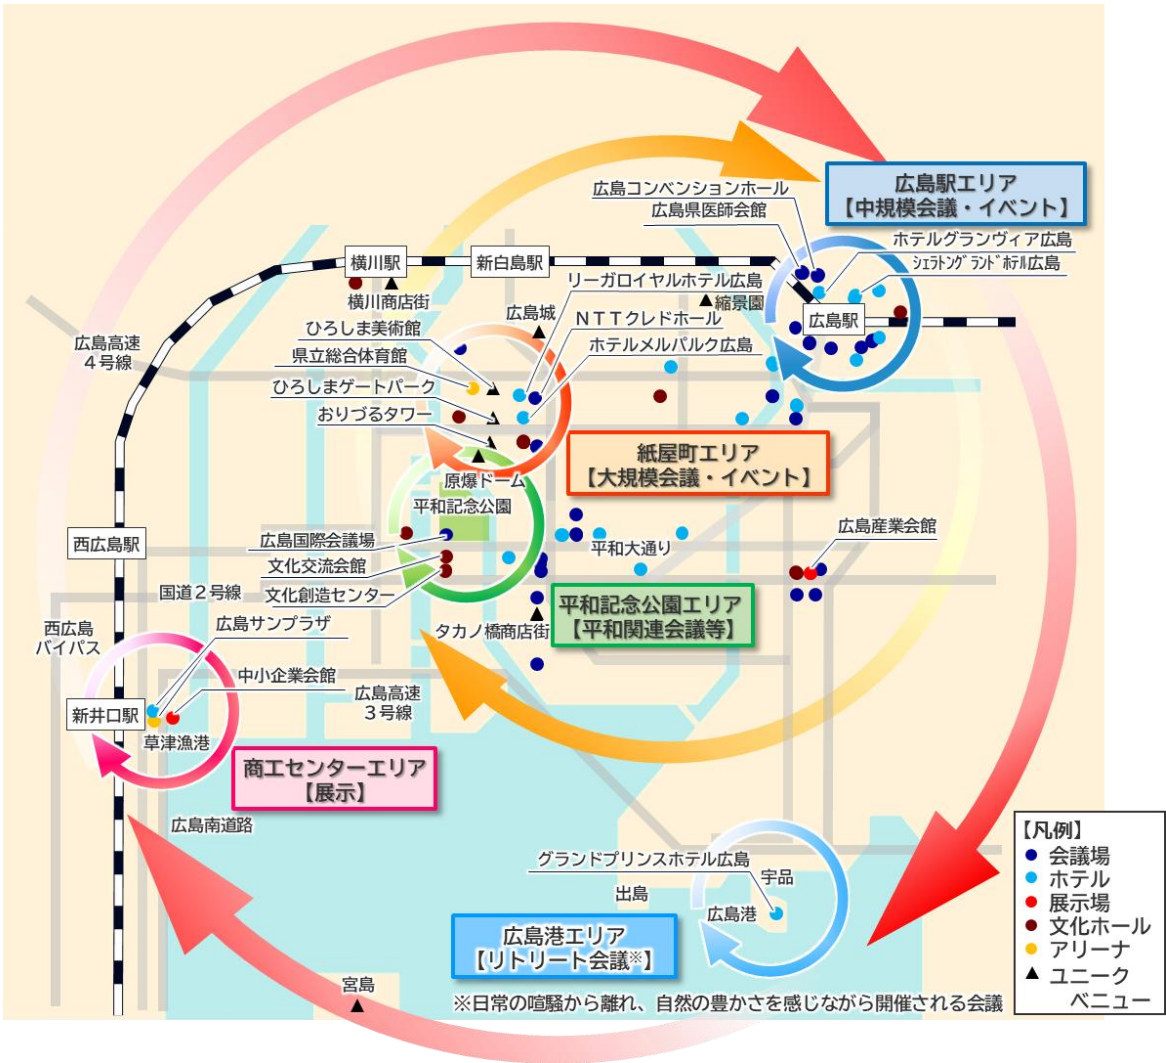 広島駅エリア
【中規模会議・イベント】
広島コンベンションホール
広島県医師会館
ホテルグランヴィア広島
ｼｪﾗﾄﾝｸﾞﾗﾝﾄﾞﾎﾃﾙ広島
横川駅
新白島駅
リーガロイヤルホテル広島
横川商店街
縮景園
広島城
広島駅
ひろしま美術館
NTTクレドホール
広島高速
4号線
県立総合体育館
ホテルメルパルク広島
ひろしまゲートパーク
おりづるタワー
紙屋町エリア
【大規模会議・イベント】
原爆ドーム
平和記念公園
広島産業会館
西広島駅
広島国際会議場
平和大通り
文化交流会館
国道2号線
文化創造センター
平和記念公園エリア
【平和関連会議等】
西広島
バイパス
広島サンプラザ
タカノ橋商店街
中小企業会館
広島高速
3号線
新井口駅
草津漁港
商工センターエリア
【展示】
広島南道路
グランドプリンスホテル広島
宇品
出島
広島港
広島港エリア
【リトリート会議※】
宮島
※日常の喧騒から離れ、自然の豊かさを感じながら開催される会議
【凡例】
会議場
ホテル
展示場
文化ホール
アリーナ
ユニーク
ベニュー